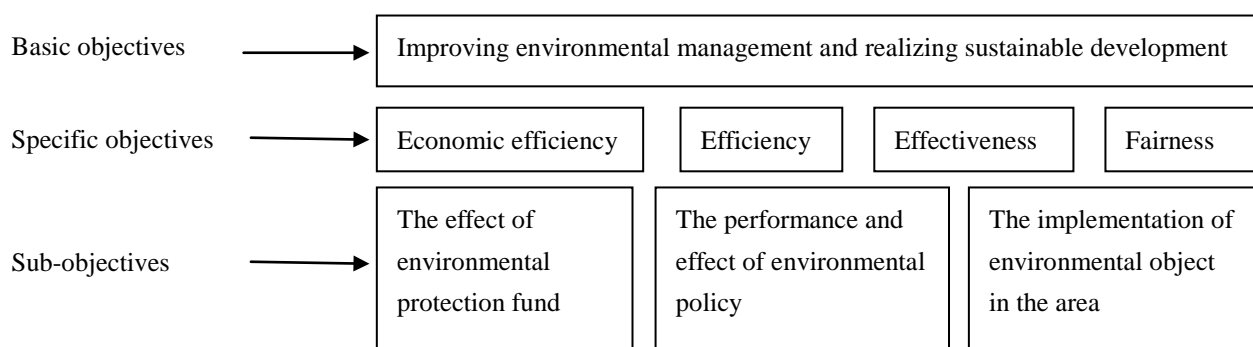 Basic objectives
Improving environmental management and realizing sustainable development
Specific objectives
Economic efficiency
Efficiency
Effectiveness
Fairness
Sub-objectives
The effect of
environmental
protection fund
The performance and
effect of environmental
policy
The implementation of
environmental object
in the area